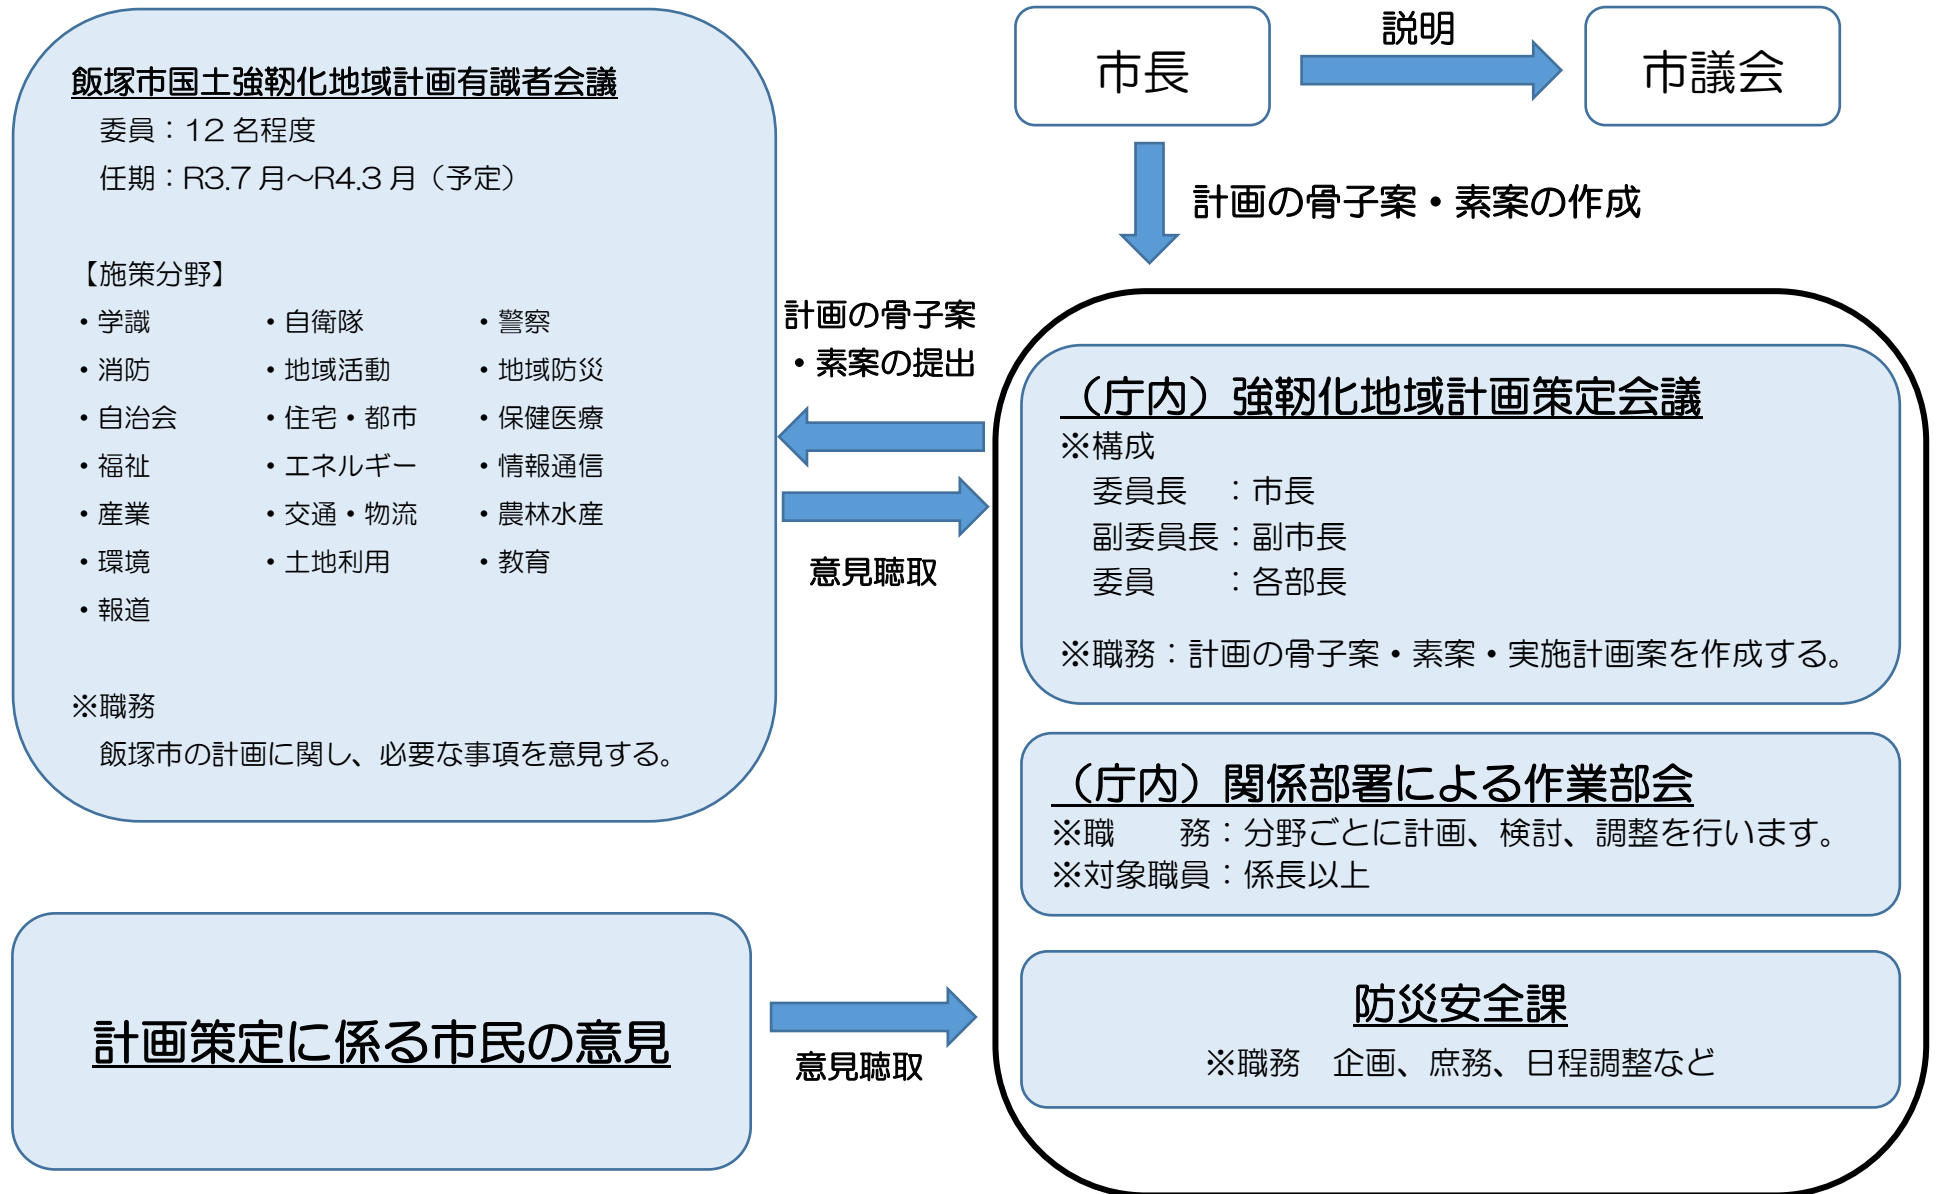 飯塚市国土強靭化地域計画有識者会議
委員：12名程度
任期：R3.7月～R4.3月（予定）
【施策分野】
・学識　・自衛隊　・警察
・消防　・地域活動　・地域防災
・自治会　・住宅・都市　・保健医療
・福祉　・エネルギー　・情報通信
・産業　・交通・物流　・農林水産
・環境　・土地利用　・教育
・報道
※職務
飯塚市の計画に関し、必要な事項を意見する。
市長
説明
市議会
計画の骨子案・素案の作成
計画の骨子案
・素案の提出
意見聴取
（庁内）強靭化地域計画策定会議
※構成
委員長　：市長
副委員長：副市長
委員　　：各部長
※職務：計画の骨子案・素案・実施計画案を作成する。
（庁内）関係部署による作業部会
※職　　務：分野ごとに計画、検討、調整を行います。
※対象職員：係長以上
防災安全課
※職務　企画、庶務、日程調整など
計画策定に係る市民の意見
意見聴取